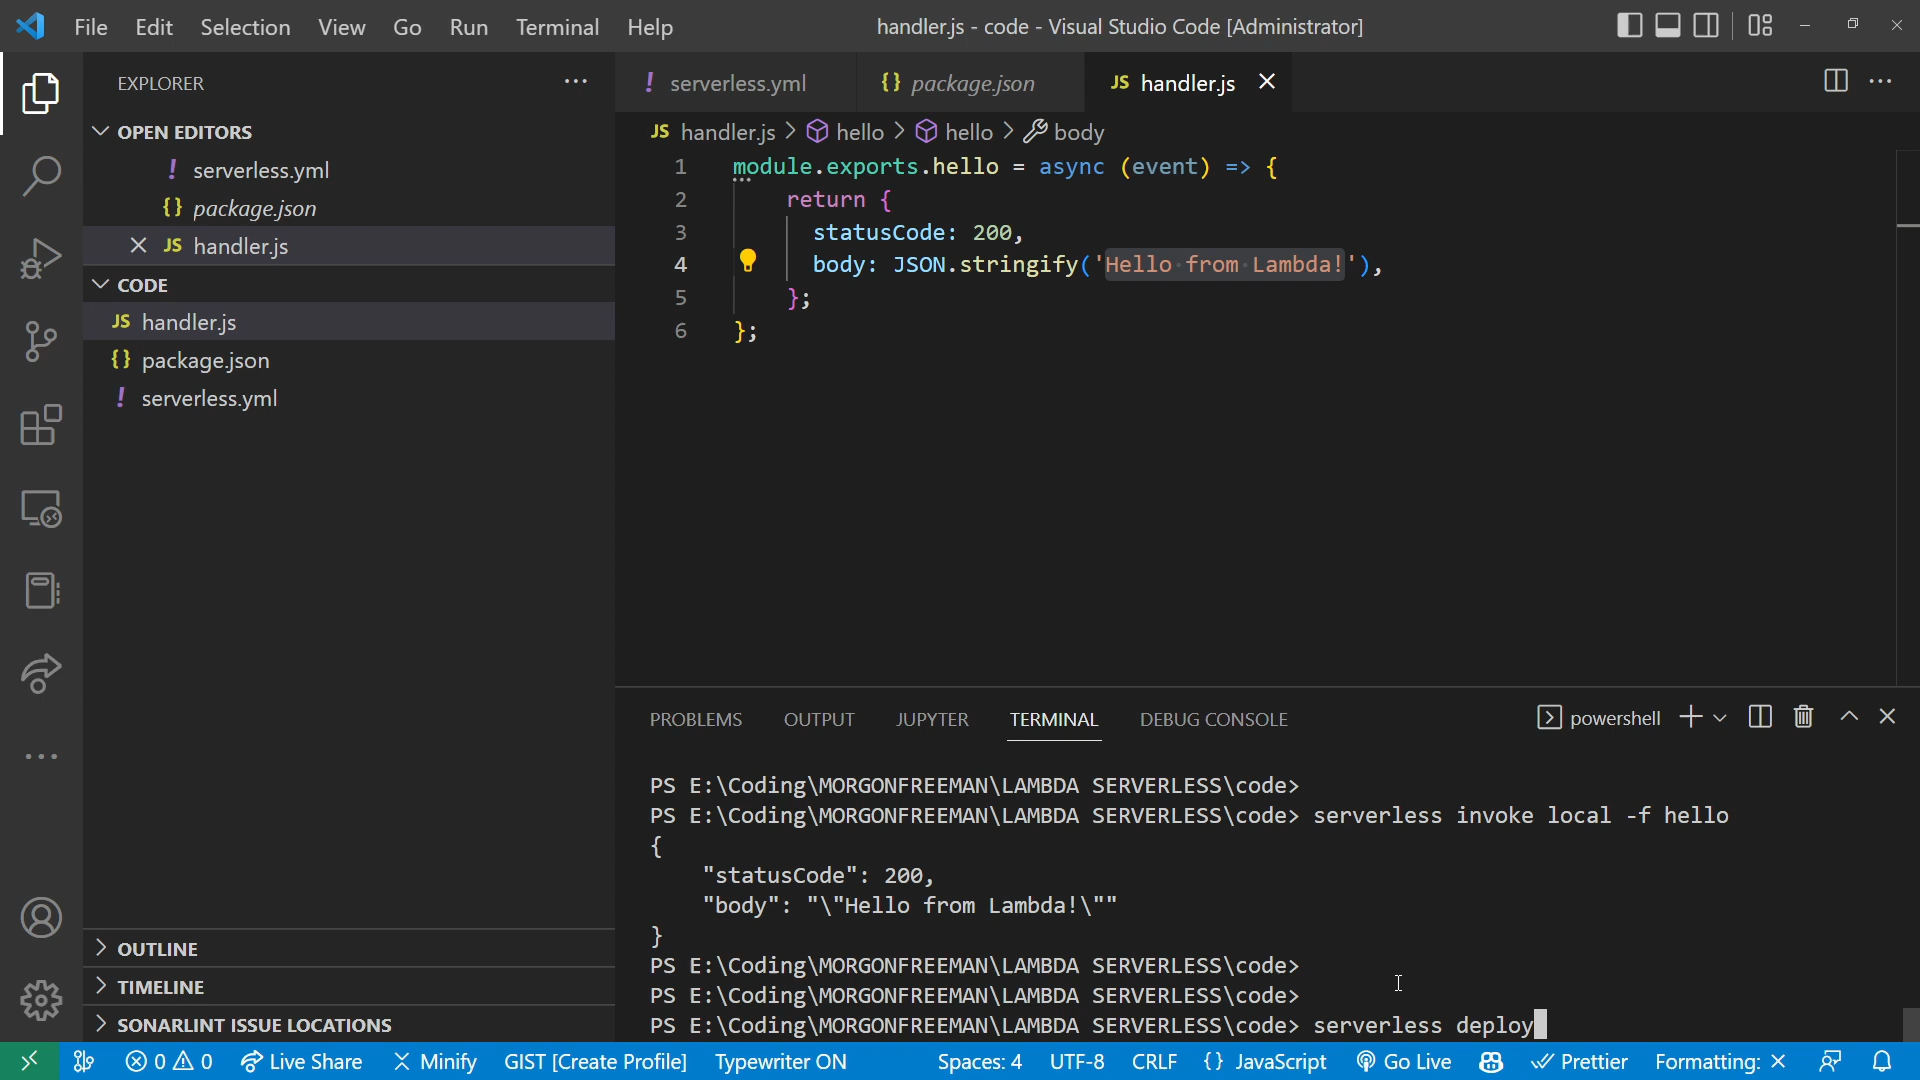 File Edit Selection View Go Run Terminal Help
handler.js - code - Visual Studio Code [Administrator]
EXPLORER
OPEN EDITORS
! serverless.yml
{} package.json
JS handler.js
CODE
JS handler.js
{} package.json
! serverless.yml
OUTLINE
TIMELINE
SONARLINT ISSUE LOCATIONS
! serverless.yml {} package.json JS handler.js
JS handler.js > hello > hello > body
1 module.exports.hello = async (event) => {
2 return {
3 statusCode: 200,
4 body: JSON.stringify('Hello from Lambda!'),
5 };
6 };
PROBLEMS OUTPUT JUPYTER TERMINAL DEBUG CONSOLE powershell
PS E:\Coding\MORGONFREEMAN\LAMBDA SERVERLESS\code>
PS E:\Coding\MORGONFREEMAN\LAMBDA SERVERLESS\code> serverless invoke local -f hello
{
"statusCode": 200,
"body": "\"Hello from Lambda!\""
}
PS E:\Coding\MORGONFREEMAN\LAMBDA SERVERLESS\code>
PS E:\Coding\MORGONFREEMAN\LAMBDA SERVERLESS\code>
PS E:\Coding\MORGONFREEMAN\LAMBDA SERVERLESS\code> serverless deploy
0 0 Live Share Minify GIST [Create Profile] Typewriter ON Spaces: 4 UTF-8 CRLF {} JavaScript Go Live Prettier Formatting: ×